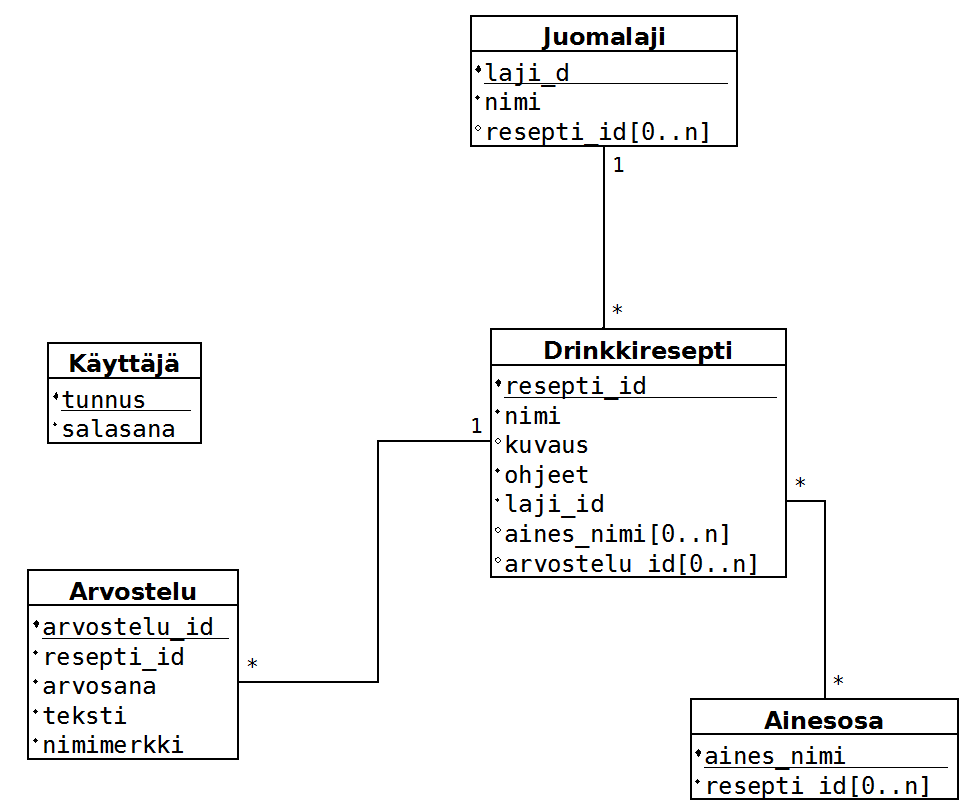 Juomalaji
laji_d
nimi
resepti_id[0..n]
1
*
Käyttäjä
tunnus
salasana
Drinkkiresepti
resepti_id
nimi
kuvaus
ohjeet
laji_id
aines_nimi[0..n]
arvostelu_id[0..n]
1
*
Arvostelu
arvostelu_id
resepti_id
arvosana
teksti
nimimerkki
*
*
Ainesosa
aines_nimi
resepti_id[0..n]